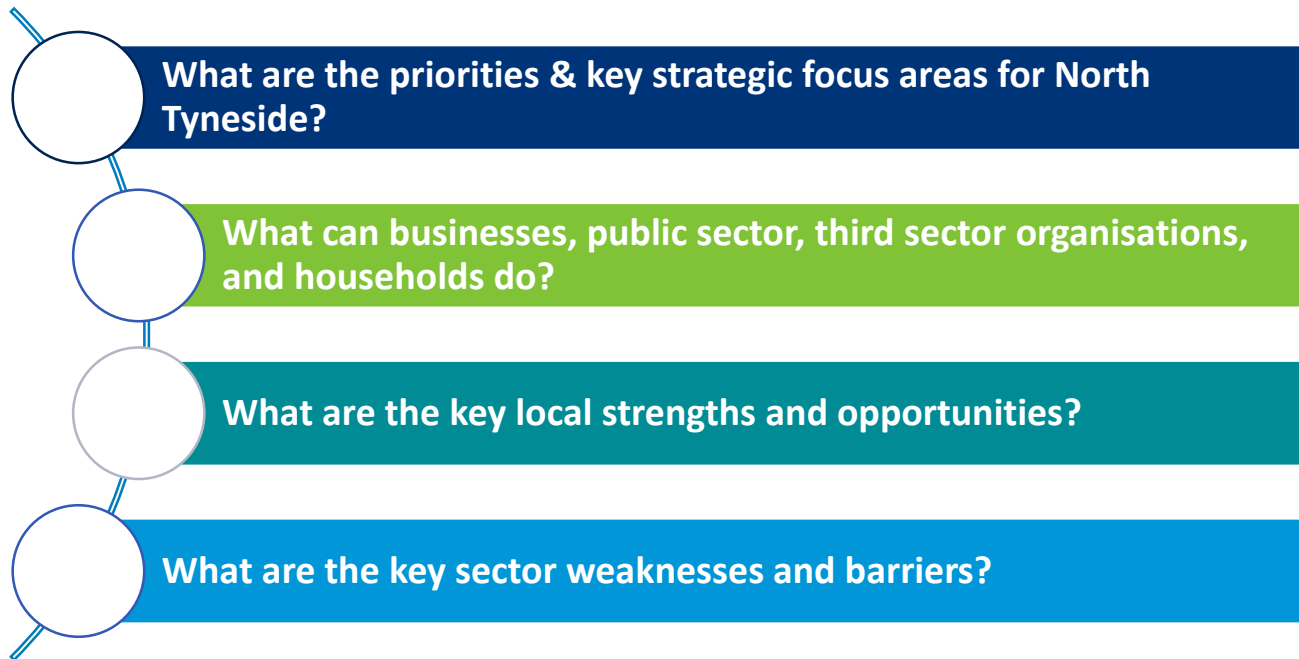 What are the priorities & key strategic focus areas for North
Tyneside?
What can businesses, public sector, third sector organisations,
and households do?
What are the key local strengths and opportunities?
What are the key sector weaknesses and barriers?